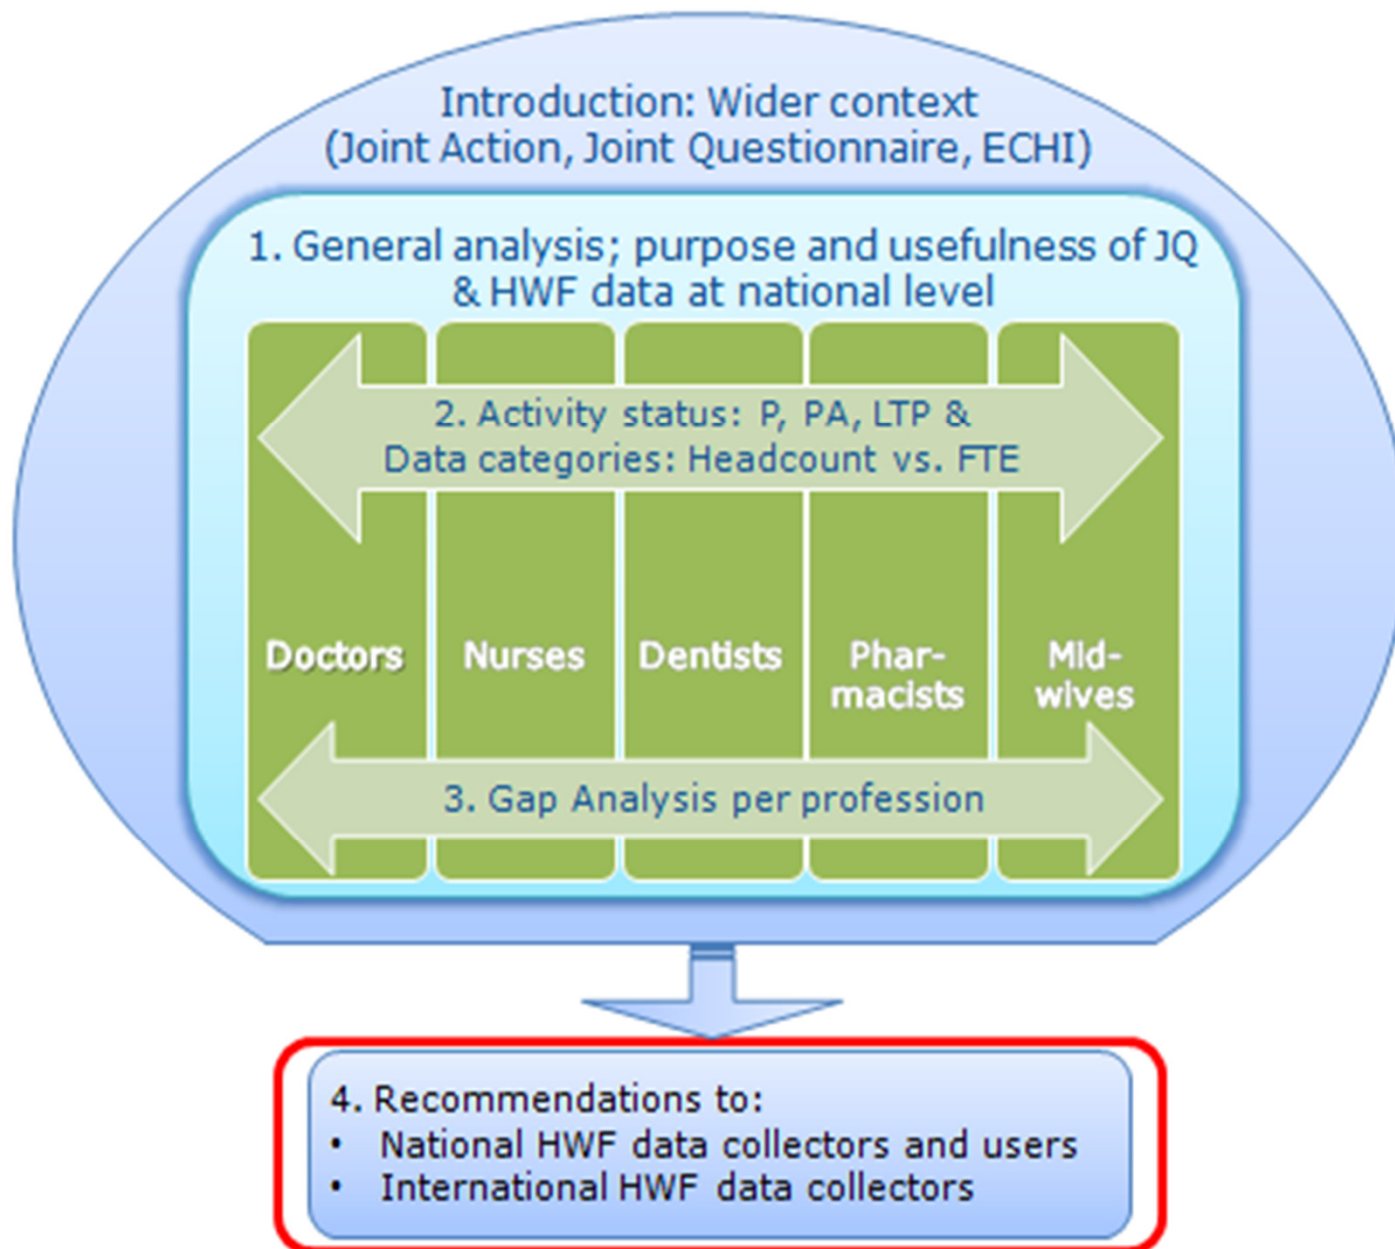 Introduction: Wider context
(Joint Action, Joint Questionnaire, ECHI)
1. General analysis; purpose and usefulness of JQ
& HWF data at national level
2. Activity status: P, PA, LTP &
Data categories: Headcount vs. FTE
Doctors
Nurses
Dentists
Phar-
macists
Mid-
wives
3. Gap Analysis per profession
4. Recommendations to:
• National HWF data collectors and users
• International HWF data collectors